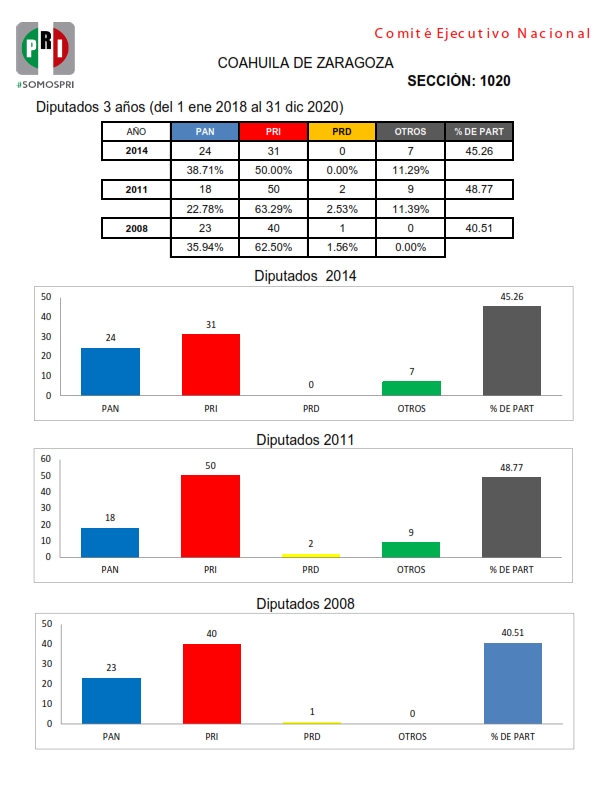 PRI
#SOMOSPRI
Comité Ejecutivo Nacional
COAHUILA DE ZARAGOZA
SECCIÓN: 1020
Diputados 3 años (del 1 ene 2018 al 31 dic 2020)
AÑO PAN PRI PRD OTROS % DE PART
2014 24 31 0 7 45.26
38.71% 50.00% 0.00% 11.29%
2011 18 50 2 9 48.77
22.78% 63.29% 2.53% 11.39%
2008 23 40 1 0 40.51
35.94% 62.50% 1.56% 0.00%
Diputados 2014
50
40
30
20
10
0
24 31 0 7 45.26
PAN PRI PRD OTROS % DE PART
Diputados 2011
60
50
40
30
20
10
0
18 50 2 9 48.77
PAN PRI PRD OTROS % DE PART
Diputados 2008
50
40
30
20
10
0
23 40 1 0 40.51
PAN PRI PRD OTROS % DE PART